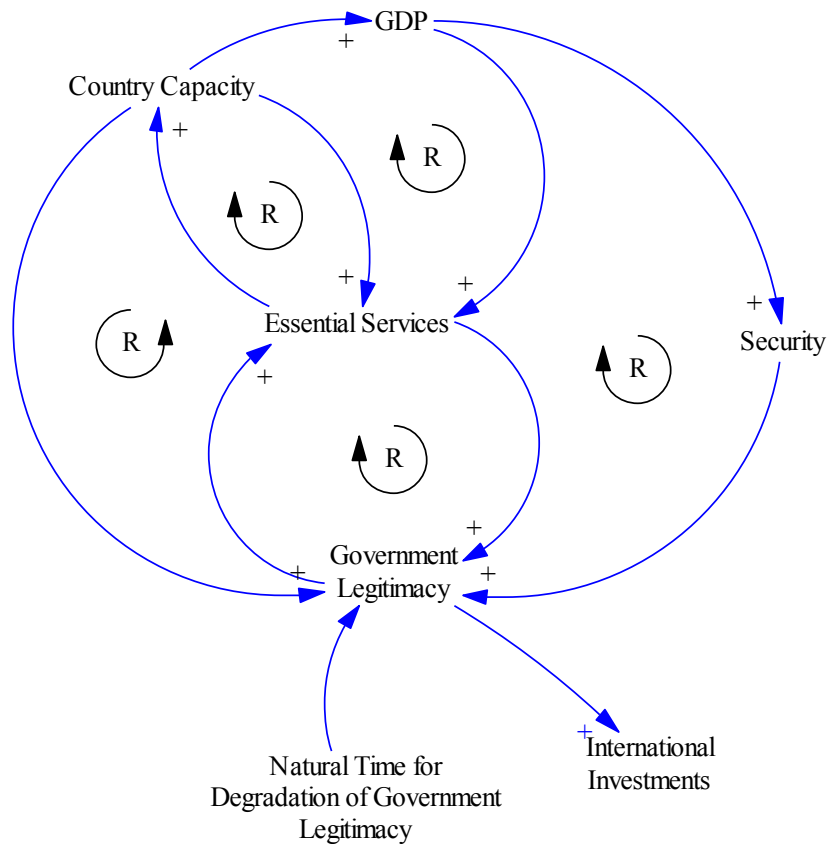 GDP
+
Country Capacity
+
R
R
+
+
+
Essential Services
Security
+
R
R
R
+
Government
Legitimacy
+
+
+
International
Investments
Natural Time for
Degradation of Government
Legitimacy